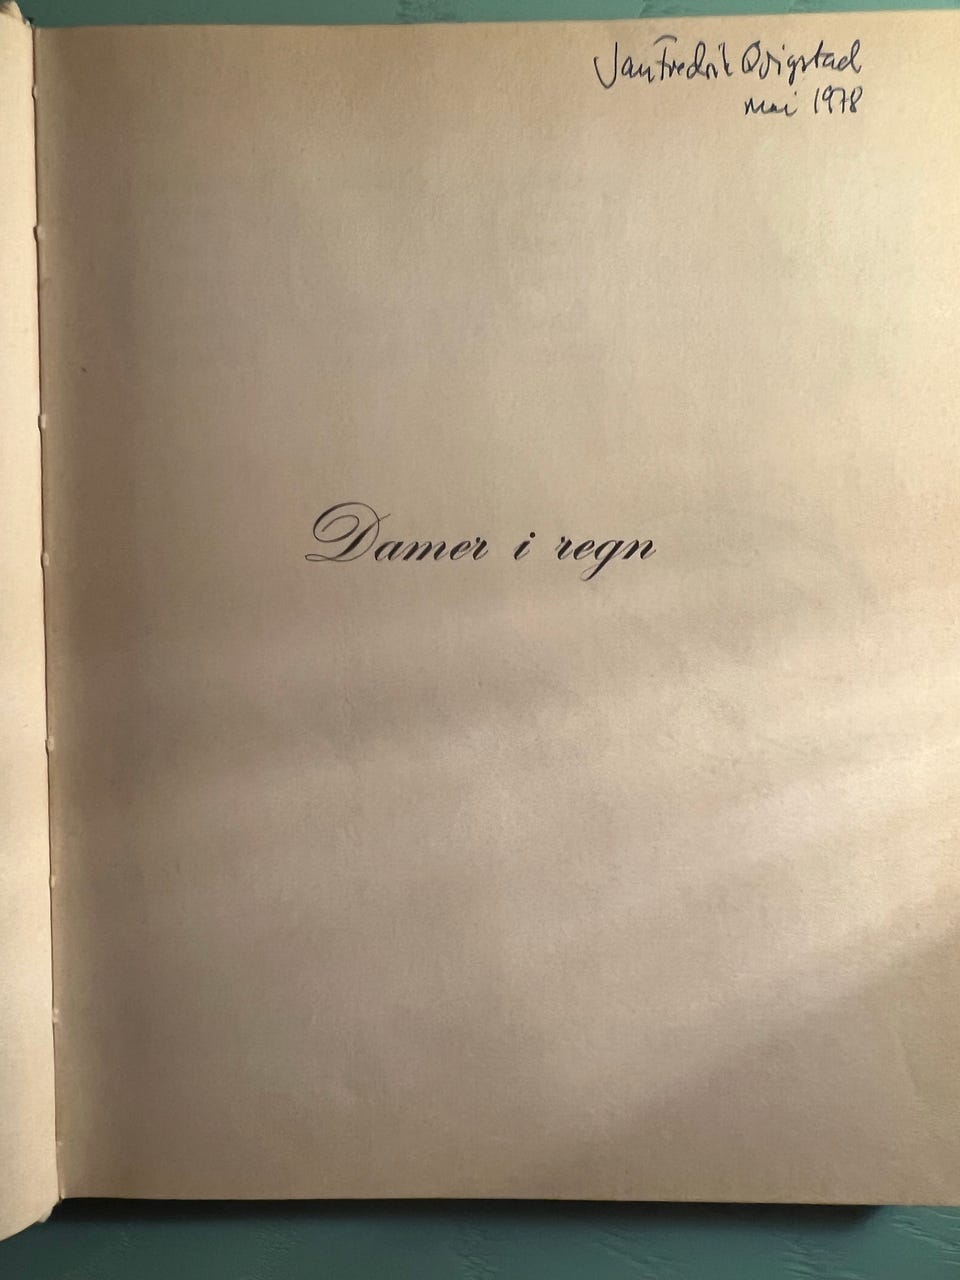 Jan Fredrik Qvigstad
mai 1978
Damer i regn